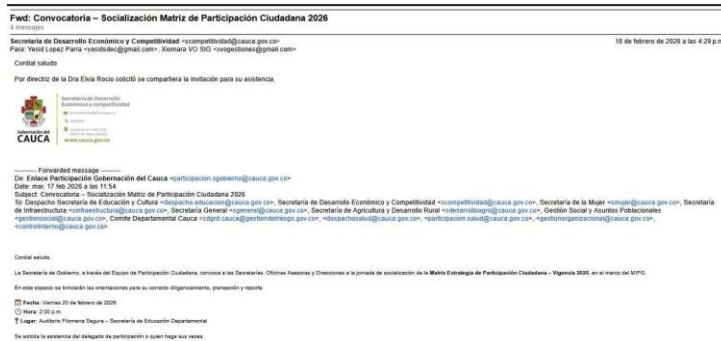 Fwd: Convocatoria – Socialización Matriz de Participación Ciudadana 2026
4 mensajes
Secretaría de Desarrollo Económico y Competitividad <scompetitividad@cauca.gov.co>
18 de febrero de 2026 a las 4:29 p.m
Para: Yesid Lopez Parra <yesidsdec@gmail.com>, Xiomara VO SIG <xvogestiones@gmail.com>
Cordial saludo
Por directriz de la Dra Elvia Rocio solicitó se compartiera la invitación para su asistencia.
Secretaría de Desarrollo
Económico y competitividad
Gobernación del
CAUCA
www.cauca.gov.co
---------- Forwarded message ----------
De: Enlace Participación Gobernación del Cauca <participacion.sgobierno@cauca.gov.co>
Date: mar, 17 feb 2026 a las 11:54
Subject: Convocatoria – Socialización Matriz de Participación Ciudadana 2026
To: Despacho Secretaría de Educación y Cultura <despacho.educacion@cauca.gov.co>, Secretaría de Desarrollo Económico y Competitividad <scompetitividad@cauca.gov.co>, Secretaría de la Mujer <smujer@cauca.gov.co>, Secretaría
de Infraestructura <sinfraestructura@cauca.gov.co>, Secretaría General <sgeneral@cauca.gov.co>, Secretaría de Agricultura y Desarrollo Rural <sdesarrolloagro@cauca.gov.co>, Gestión Social y Asuntos Poblacionales
<gestionsocial@cauca.gov.co>, Comite Departamental Cauca <cdgrd.cauca@gestiondelriesgo.gov.co>, <despachosalud@cauca.gov.co>, <participacion.salud@cauca.gov.co>, <gestionorganizacional@cauca.gov.co>,
<controlinterno@cauca.gov.co>
Cordial saludo,
La Secretaría de Gobierno, a través del Equipo de Participación Ciudadana, convoca a las Secretarías, Oficinas Asesoras y Direcciones a la jornada de socialización de la Matriz Estrategia de Participación Ciudadana – Vigencia 2026, en el marco del MIPG.
En este espacio se brindarán las orientaciones para su correcto diligenciamiento, planeación y reporte.
Fecha: Viernes 20 de febrero de 2026
Hora: 2:00 p.m.
Lugar: Auditorio Filomena Segura – Secretaría de Educación Departamental
Se solicita la asistencia del delegado de participación o quien haga sus veces.